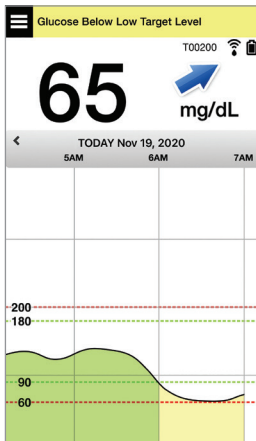 Glucose Below Low Target Level
T00200
65
mg/dL
TODAY Nov 19, 2020
5AM 6AM 7AM
200
180
90
60